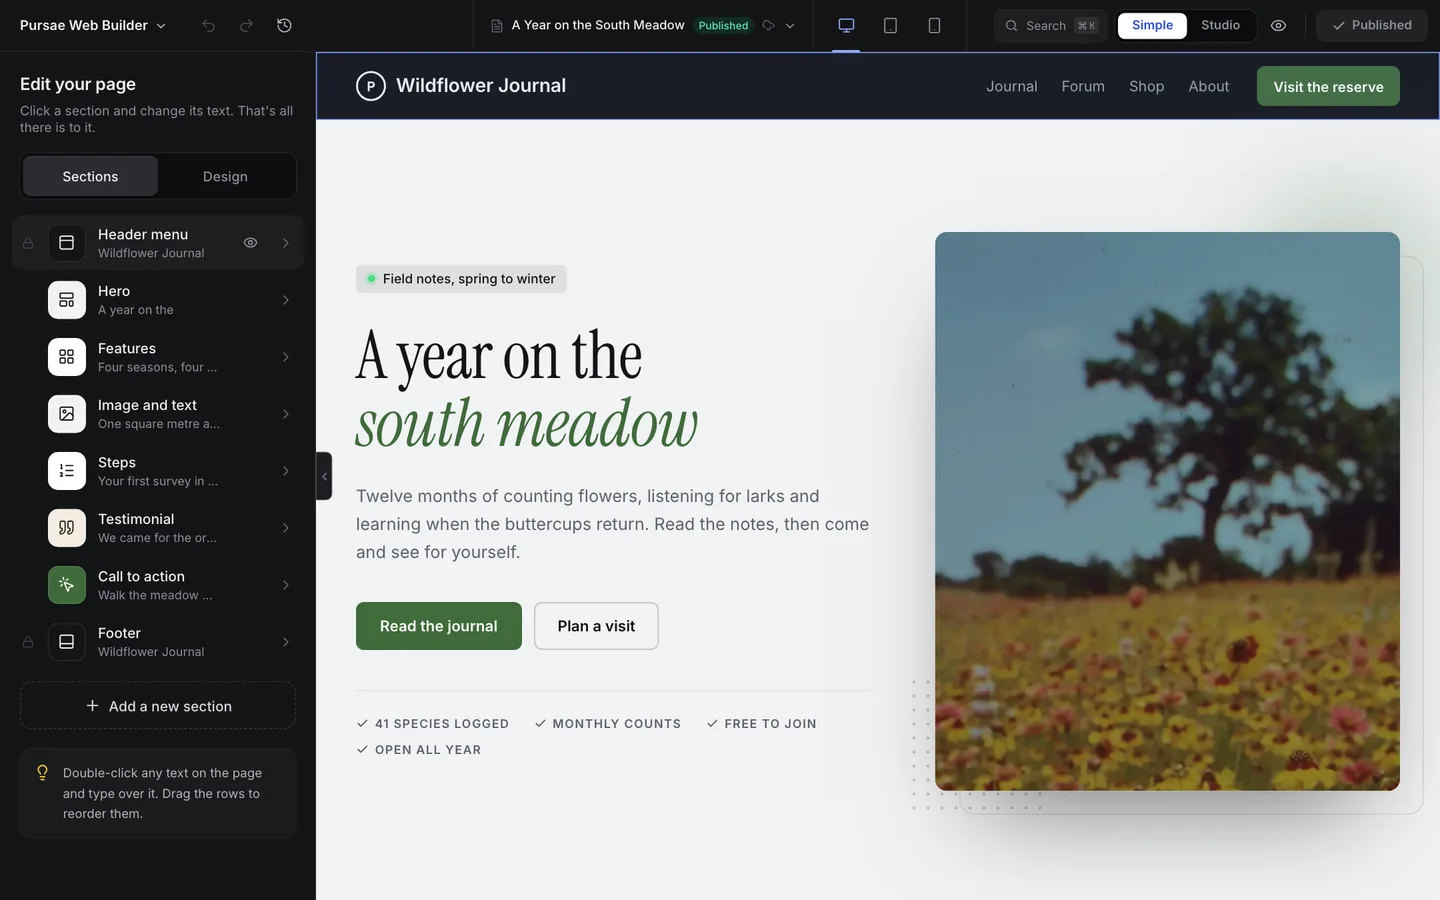 Pursae Web Builder
A Year on the South Meadow
Published
Search
⌘ K
Simple
Studio
Published
Edit your page
Click a section and change its text. That's all
there is to it.
Sections
Design
Header menu
Wildflower Journal
Hero
A year on the
Features
Four seasons, four ...
Image and text
One square metre a...
Steps
Your first survey in ...
Testimonial
We came for the or...
Call to action
Walk the meadow ...
Footer
Wildflower Journal
Add a new section
Double-click any text on the page
and type over it. Drag the rows to
reorder them.
P
Wildflower Journal
Journal
Forum
Shop
About
Visit the reserve
Field notes, spring to winter
A year on the
south meadow
Twelve months of counting flowers, listening for larks and
learning when the buttercups return. Read the notes, then come
and see for yourself.
Read the journal
Plan a visit
41 SPECIES LOGGED
MONTHLY COUNTS
FREE TO JOIN
OPEN ALL YEAR